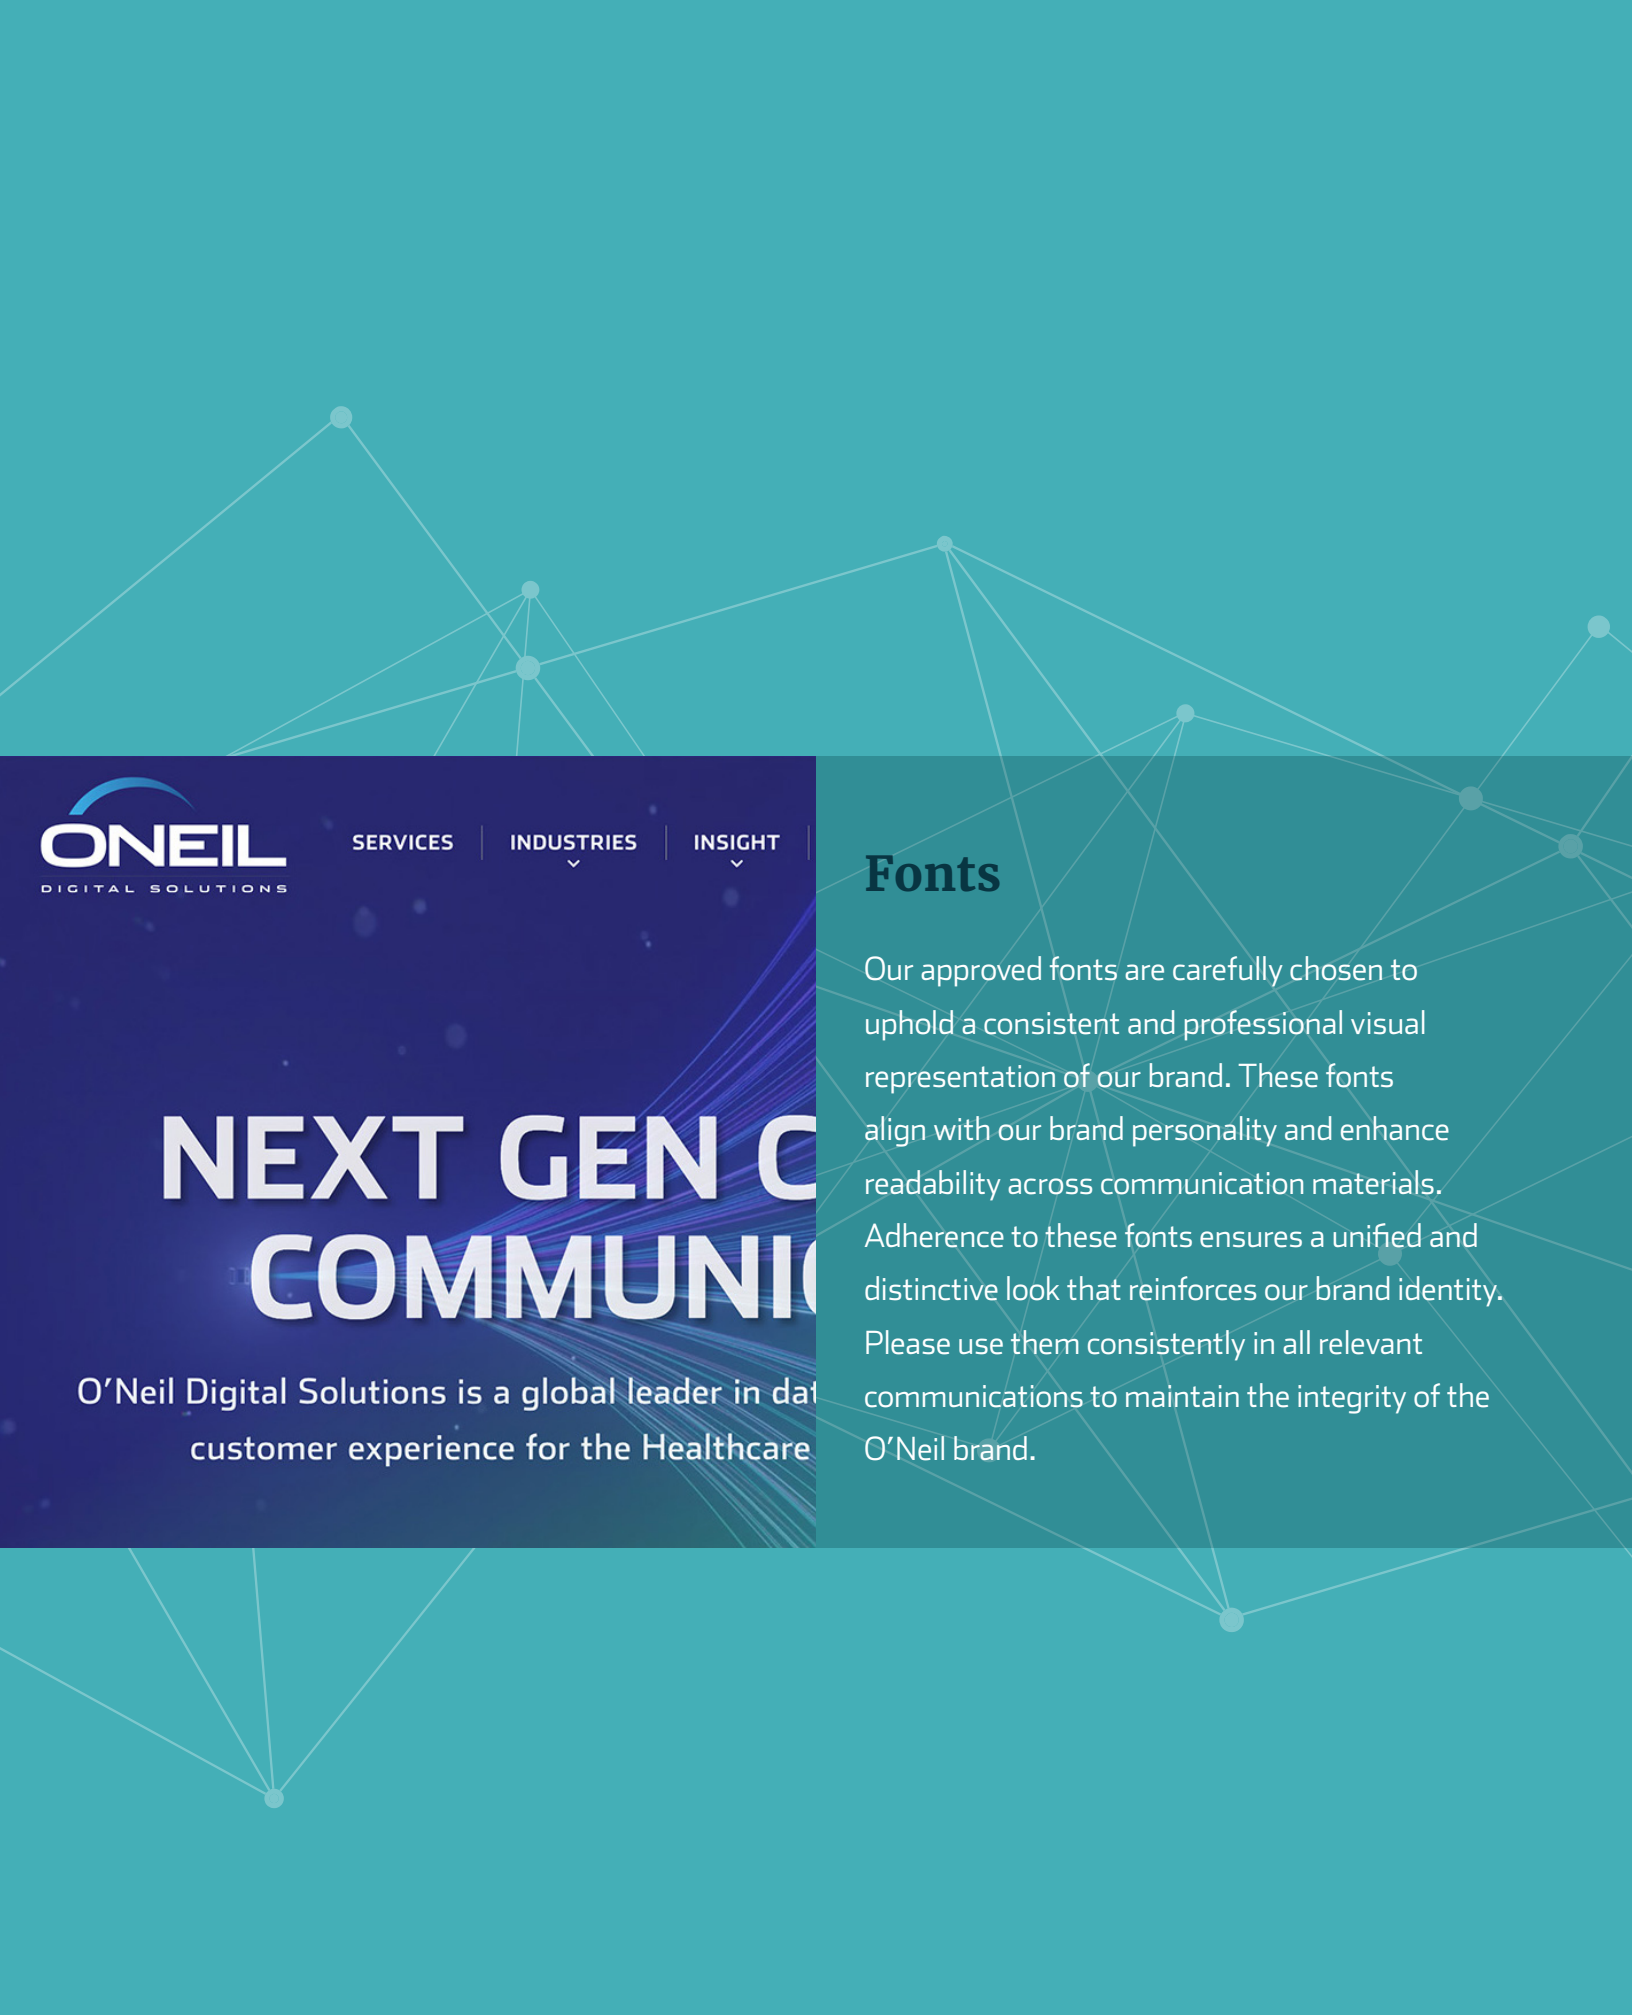 ONEIL
DIGITAL SOLUTIONS
SERVICES
INDUSTRIES
INSIGHT
NEXT GEN C
COMMUNIC
O’Neil Digital Solutions is a global leader in dat
customer experience for the Healthcare
Fonts
Our approved fonts are carefully chosen to
uphold a consistent and professional visual
representation of our brand. These fonts
align with our brand personality and enhance
readability across communication materials.
Adherence to these fonts ensures a unified and
distinctive look that reinforces our brand identity.
Please use them consistently in all relevant
communications to maintain the integrity of the
O’Neil brand.